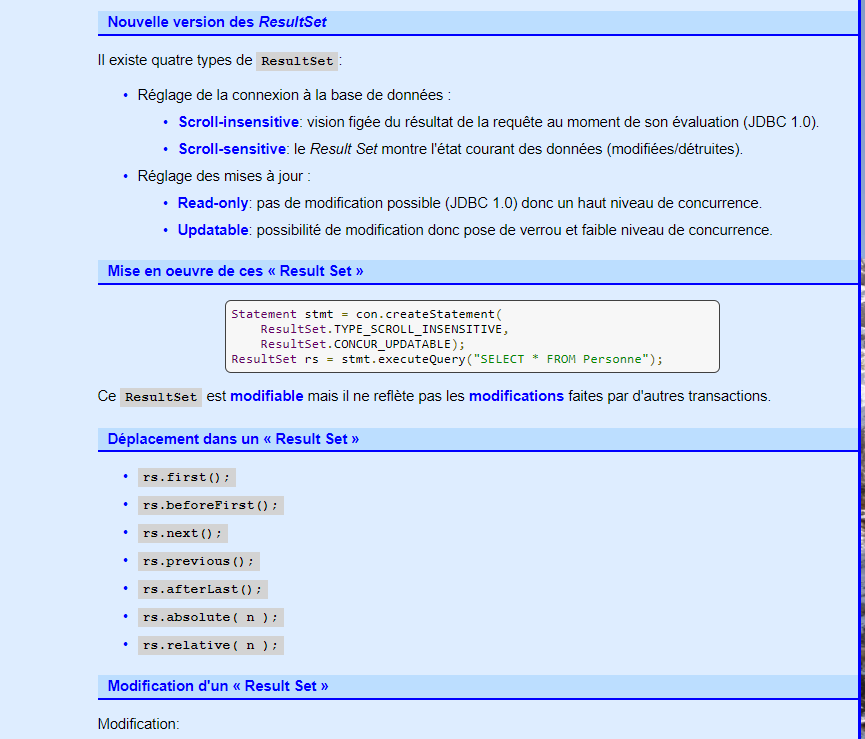 Nouvelle version des ResultSet
Il existe quatre types de ResultSet:
• Réglage de la connexion à la base de données :
• Scroll-insensitive: vision figée du résultat de la requête au moment de son évaluation (JDBC 1.0).
• Scroll-sensitive: le Result Set montre l'état courant des données (modifiées/détruites).
• Réglage des mises à jour :
• Read-only: pas de modification possible (JDBC 1.0) donc un haut niveau de concurrence.
• Updatable: possibilité de modification donc pose de verrou et faible niveau de concurrence.
Mise en oeuvre de ces « Result Set »
Statement stmt = con.createStatement(
    ResultSet.TYPE_SCROLL_INSENSITIVE,
    ResultSet.CONCUR_UPDATABLE);
ResultSet rs = stmt.executeQuery("SELECT * FROM Personne");
Ce ResultSet est modifiable mais il ne reflète pas les modifications faites par d'autres transactions.
Déplacement dans un « Result Set »
• rs.first();
• rs.beforeFirst();
• rs.next();
• rs.previous();
• rs.afterLast();
• rs.absolute( n );
• rs.relative( n );
Modification d'un « Result Set »
Modification: